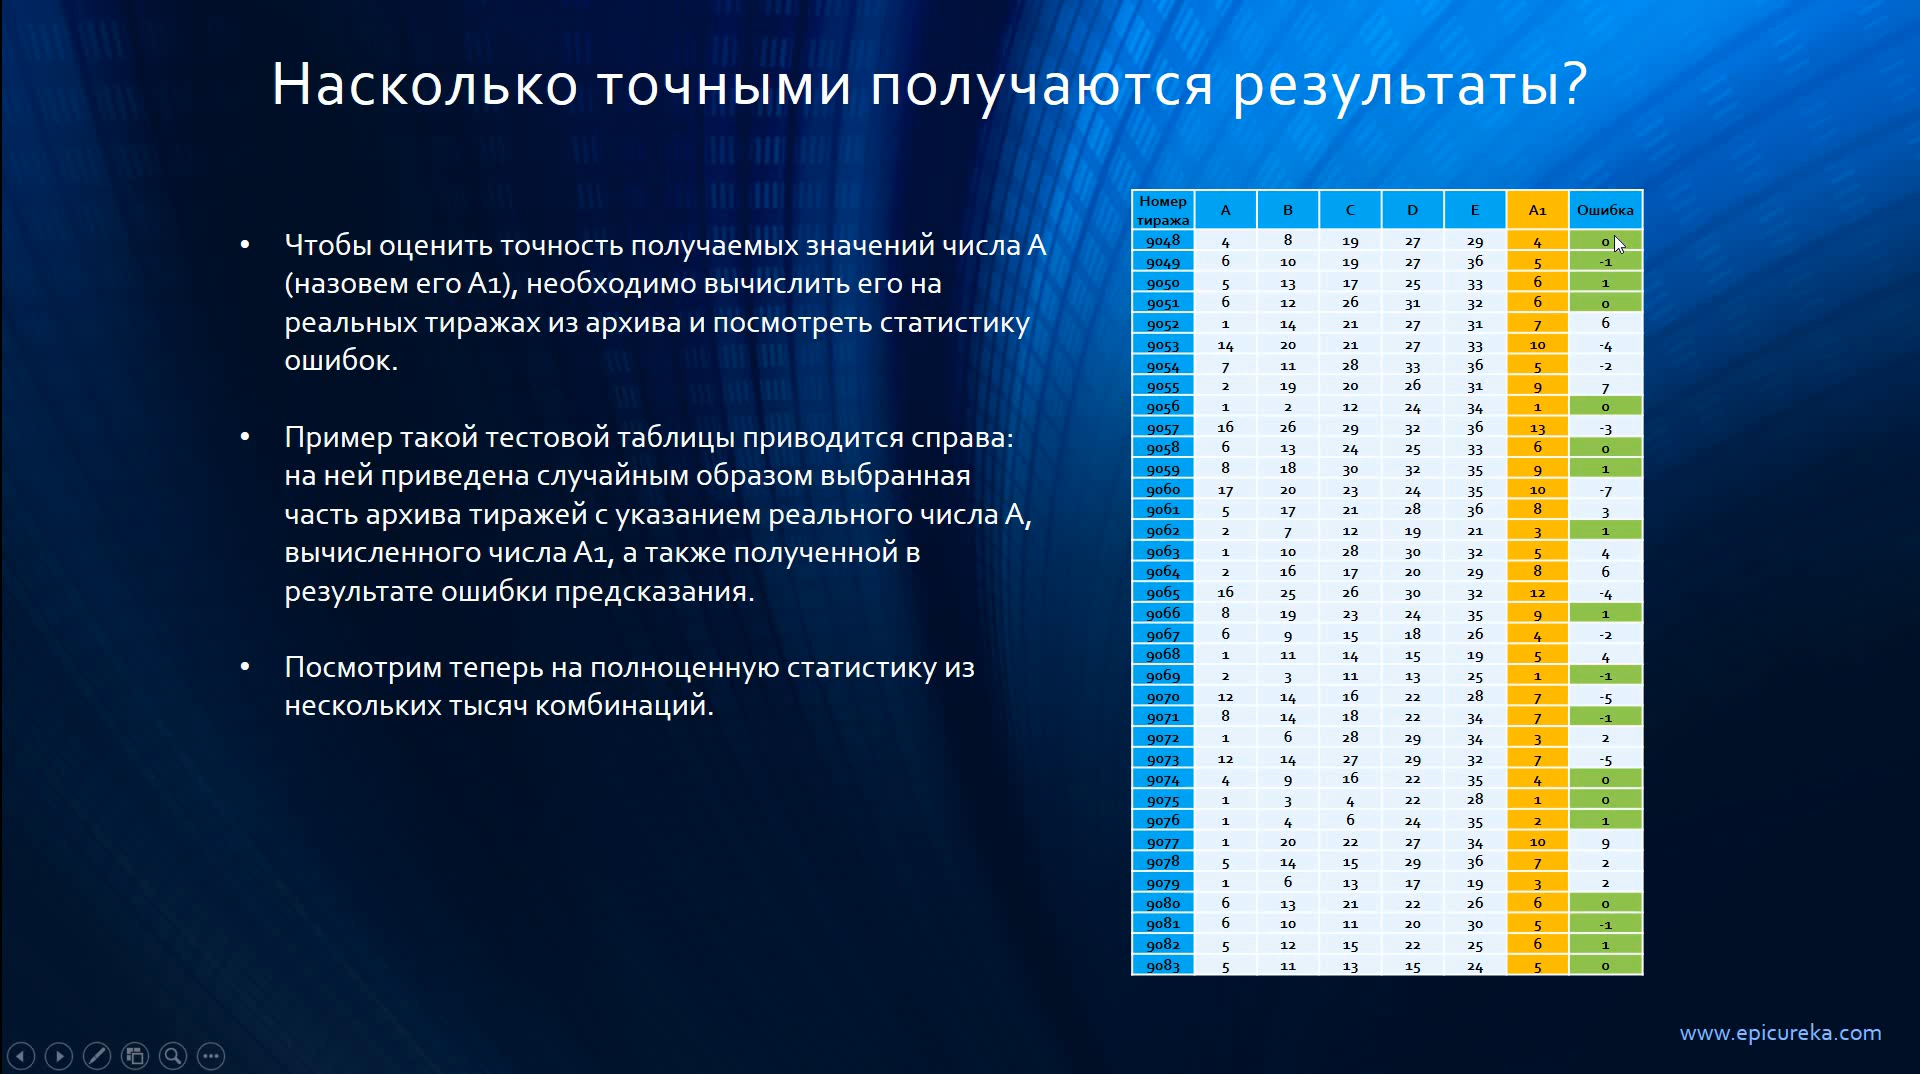 Насколько точными получаются результаты?
• Чтобы оценить точность получаемых значений числа А
(назовем его А1), необходимо вычислить его на
реальных тиражах из архива и посмотреть статистику
ошибок.
• Пример такой тестовой таблицы приводится справа:
на ней приведена случайным образом выбранная
часть архива тиражей с указанием реального числа А,
вычисленного числа А1, а также полученной в
результате ошибки предсказания.
• Посмотрим теперь на полноценную статистику из
нескольких тысяч комбинаций.
Номер тиража A B C D E A1 Ошибка
9048 4 8 19 27 29 4 0
9049 6 10 19 27 36 5 -1
9050 5 13 17 25 33 6 1
9051 6 12 26 31 32 6 0
9052 1 14 21 27 31 7 6
9053 14 20 21 27 33 10 -4
9054 7 11 28 33 36 5 -2
9055 2 19 20 26 31 9 7
9056 1 2 12 24 34 1 0
9057 16 26 29 32 36 13 -3
9058 6 13 24 25 33 6 0
9059 8 18 30 32 35 9 1
9060 17 20 23 24 35 10 -7
9061 5 17 21 28 36 8 3
9062 2 7 12 19 21 3 1
9063 1 10 28 30 32 5 4
9064 2 16 17 20 29 8 6
9065 16 25 26 30 32 12 -4
9066 8 19 23 24 35 9 1
9067 6 9 15 18 26 4 -2
9068 1 11 14 15 19 5 4
9069 2 3 11 13 25 1 -1
9070 12 14 16 22 28 7 -5
9071 8 14 18 22 34 7 -1
9072 1 6 28 29 34 3 2
9073 12 14 27 29 32 7 -5
9074 4 9 16 22 35 4 0
9075 1 3 4 22 28 1 0
9076 1 4 6 24 35 2 1
9077 1 20 22 27 34 10 9
9078 5 14 15 29 36 7 2
9079 1 6 13 17 19 3 2
9080 6 13 21 22 26 6 0
9081 6 10 11 20 30 5 -1
9082 5 12 15 22 25 6 1
9083 5 11 13 15 24 5 0
www.epicureka.com